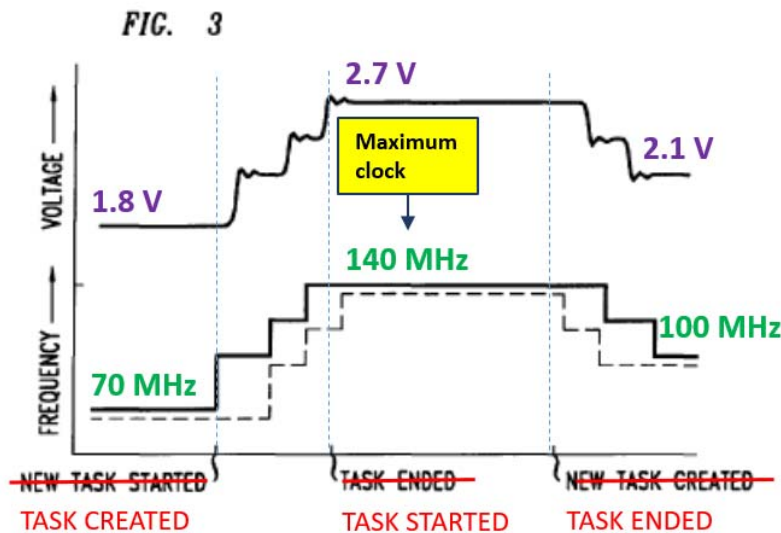 FIG. 3
2.7 V
Maximum
clock
2.1 V
1.8 V
VOLTAGE
140 MHz
100 MHz
70 MHz
FREQUENCY
NEW TASK STARTED
TASK ENDED
NEW TASK CREATED
TASK CREATED
TASK STARTED
TASK ENDED